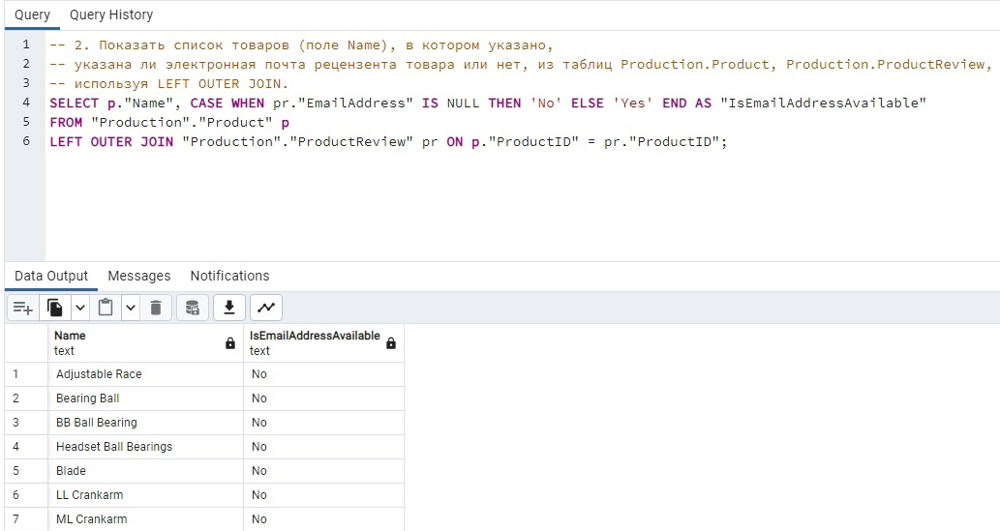 Query Query History
1 -- 2. Показать список товаров (поле Name), в котором указано,
2 -- указана ли электронная почта рецензента товара или нет, из таблиц Production.Product, Production.ProductReview,
3 -- используя LEFT OUTER JOIN.
4 SELECT p."Name", CASE WHEN pr."EmailAddress" IS NULL THEN 'No' ELSE 'Yes' END AS "IsEmailAddressAvailable"
5 FROM "Production"."Product" p
6 LEFT OUTER JOIN "Production"."ProductReview" pr ON p."ProductID" = pr."ProductID";
Data Output Messages Notifications
Name IsEmailAddressAvailable
text text
1 Adjustable Race No
2 Bearing Ball No
3 BB Ball Bearing No
4 Headset Ball Bearings No
5 Blade No
6 LL Crankarm No
7 ML Crankarm No